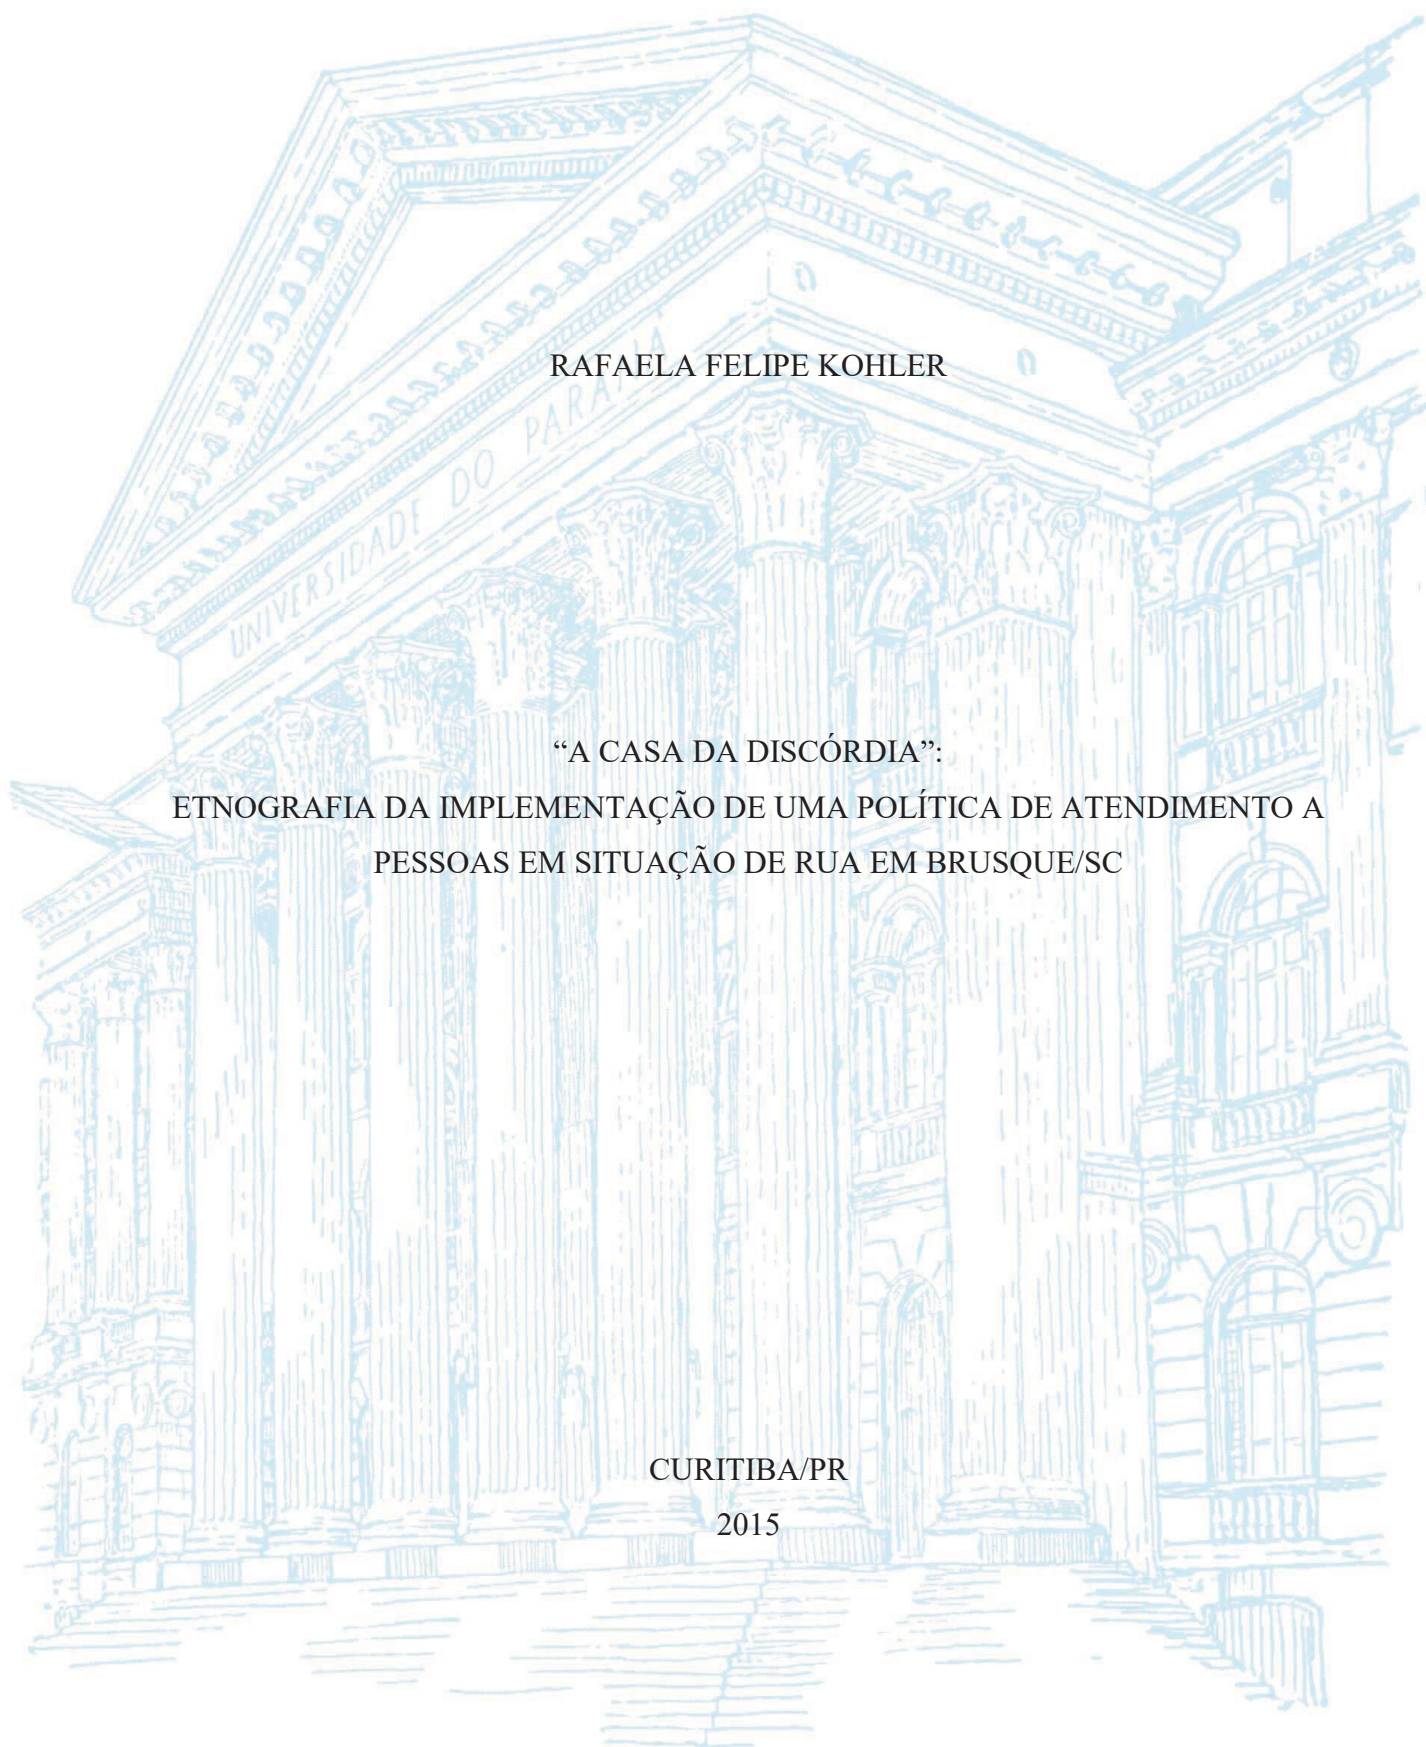 RAFAELA FELIPE KOHLER
UNIVERSIDADE DO PARANÁ
“A CASA DA DISCÓRDIA”:
ETNOGRAFIA DA IMPLEMENTAÇÃO DE UMA POLÍTICA DE ATENDIMENTO A
PESSOAS EM SITUAÇÃO DE RUA EM BRUSQUE/SC
CURITIBA/PR
2015